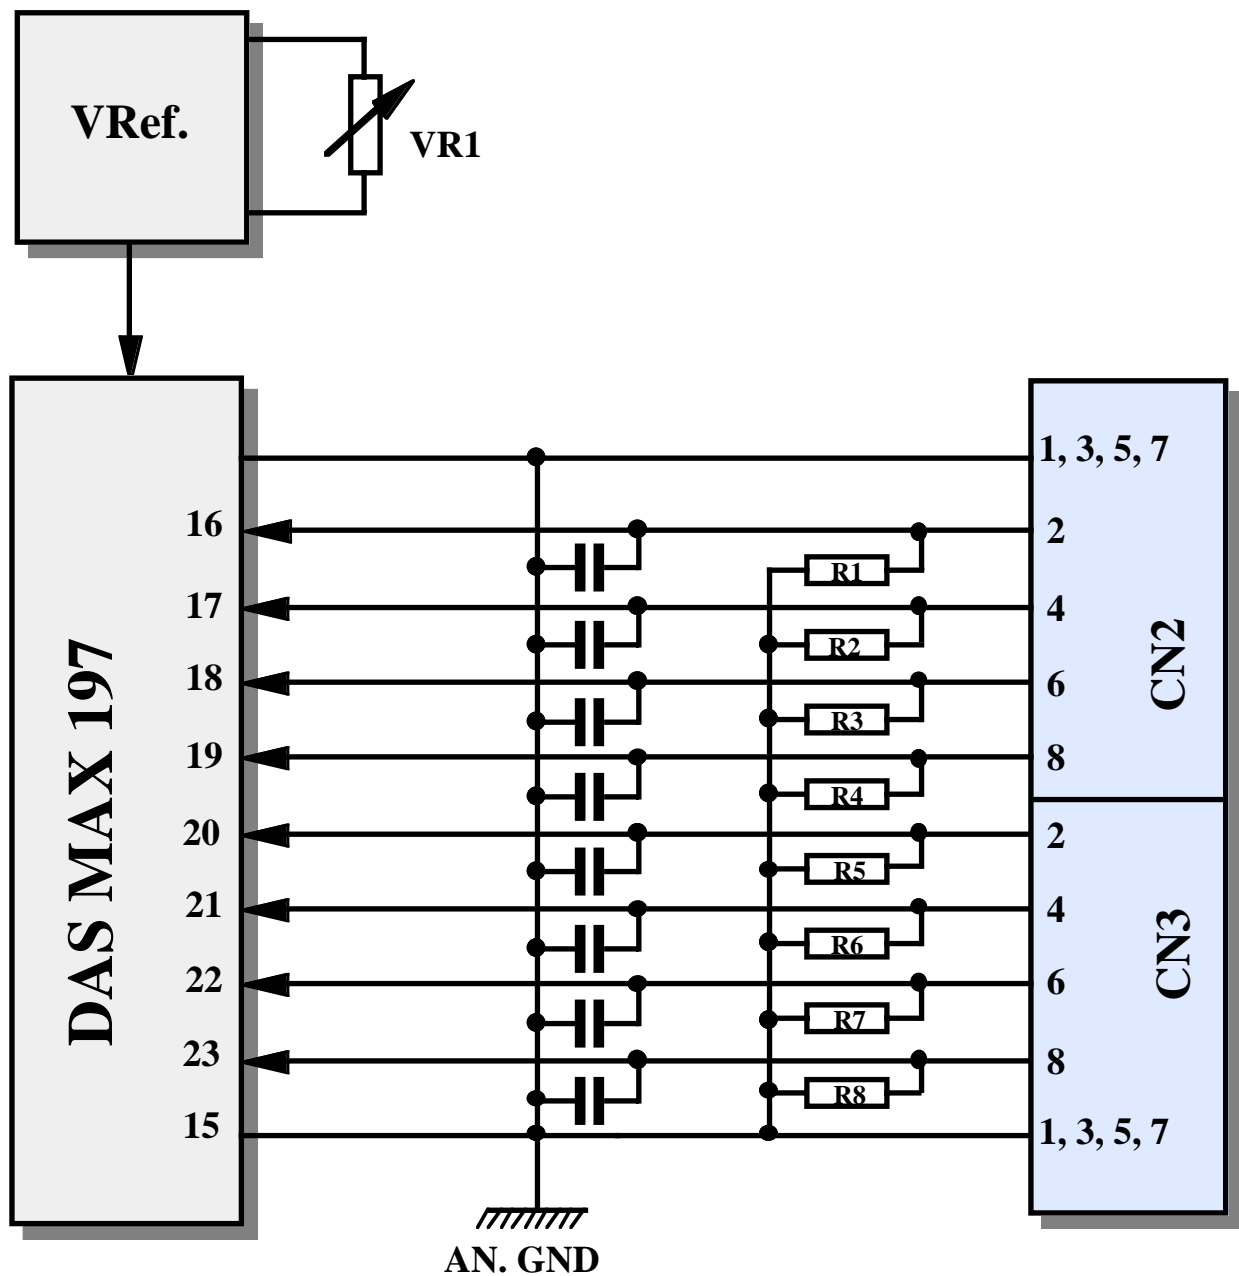 VRef.
VR1
1, 3, 5, 7
16
2
R1
17
4
R2
18
6
R3
19
8
R4
20
2
R5
21
4
R6
22
6
R7
23
8
R8
15
1, 3, 5, 7
DAS MAX 197
CN2
CN3
AN. GND